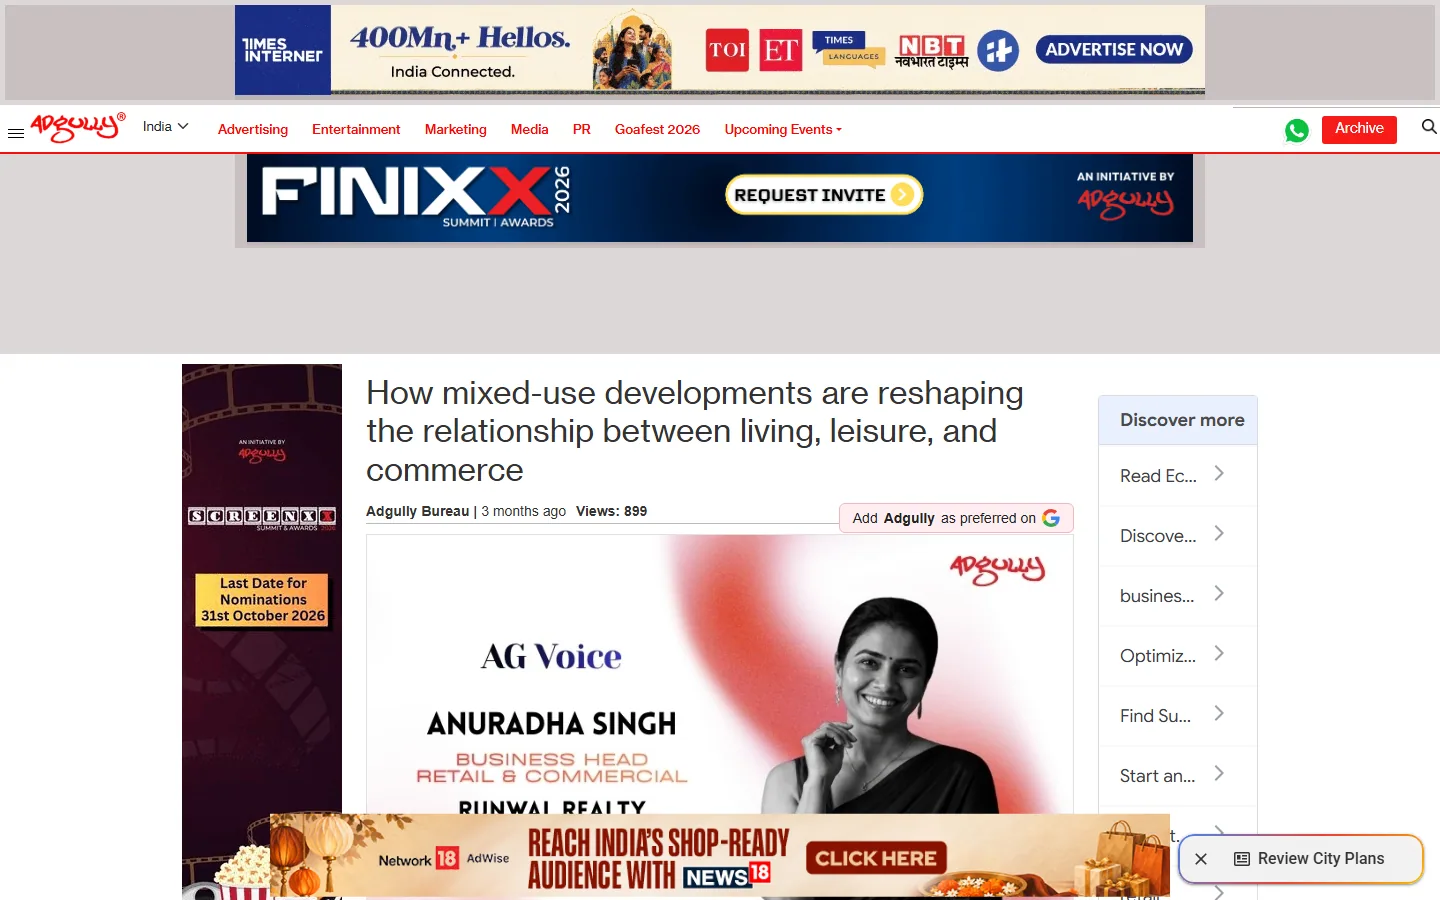 TIMES
INTERNET
400Mn+ Hellos.
India Connected.
TOI
ET
TIMES
LANGUAGES
NBT
नवभारत टाइम्स
ADVERTISE NOW
ADGULLY®
India
Advertising
Entertainment
Marketing
Media
PR
Goafest 2026
Upcoming Events
Archive
FINIXX 2026
SUMMIT | AWARDS
REQUEST INVITE
AN INITIATIVE BY
ADGULLY
AN INITIATIVE BY
ADGULLY
SCREENXX
SUMMIT & AWARDS 2026
Last Date for
Nominations
31st October 2026
How mixed-use developments are reshaping
the relationship between living, leisure, and
commerce
Adgully Bureau | 3 months ago Views: 899
Add Adgully as preferred on G
ADGULLY
AG Voice
ANURADHA SINGH
BUSINESS HEAD
RETAIL & COMMERCIAL
RUNWAL REALTY
Discover more
Read Ec...
Discove...
busines...
Optimiz...
Find Su...
Start an...
Network 18 AdWise
REACH INDIA'S SHOP-READY
AUDIENCE WITH NEWS18
CLICK HERE
Review City Plans